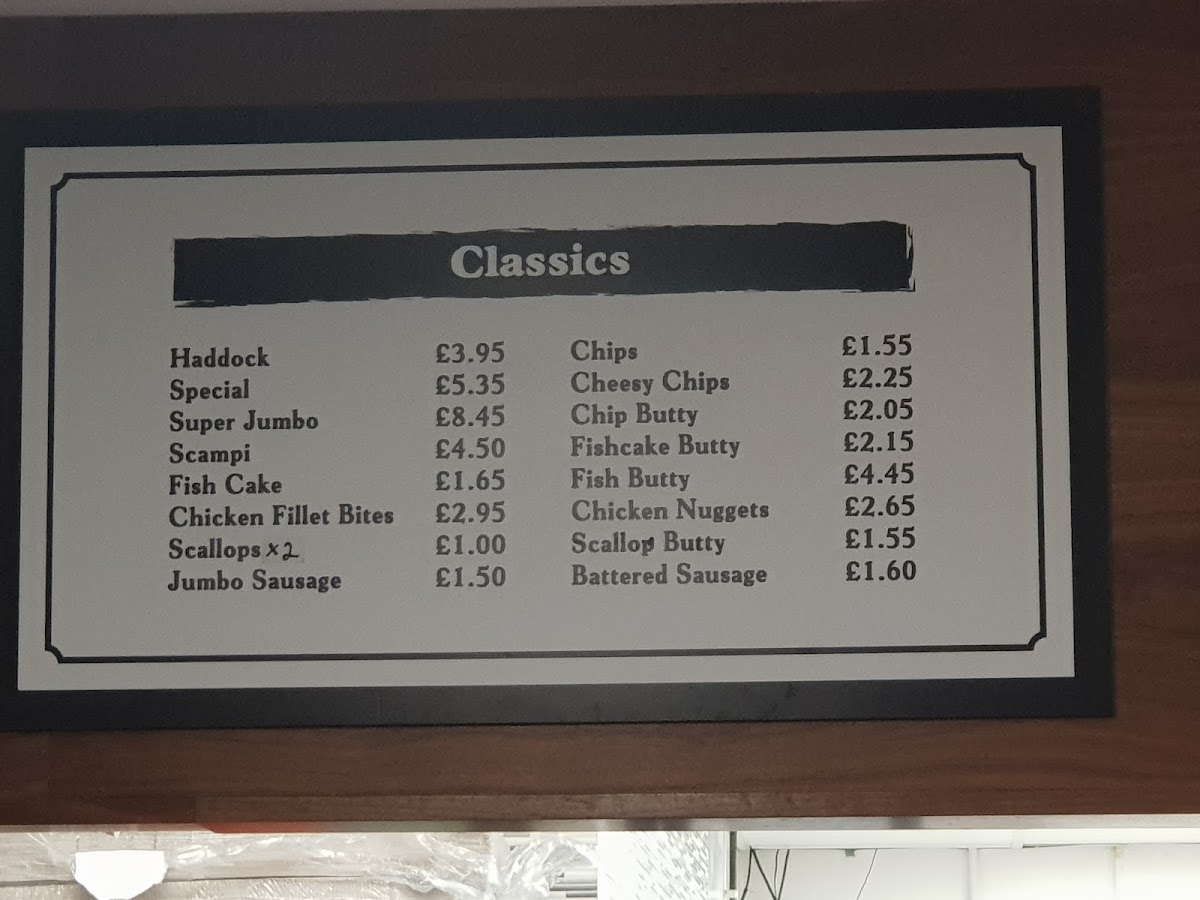 Classics
Haddock £3.95
Special £5.35
Super Jumbo £8.45
Scampi £4.50
Fish Cake £1.65
Chicken Fillet Bites £2.95
Scallops x2 £1.00
Jumbo Sausage £1.50
Chips £1.55
Cheesy Chips £2.25
Chip Butty £2.05
Fishcake Butty £2.15
Fish Butty £4.45
Chicken Nuggets £2.65
Scallop Butty £1.55
Battered Sausage £1.60